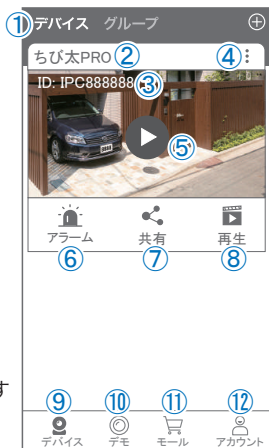 ① デバイス グループ
ちび太PRO ② ④
ID: IPC888888 ③
⑤
アラーム 共有 再生
⑥ ⑦ ⑧
す
⑨ ⑩ ⑪ ⑫
デバイス デモ モール アカウント